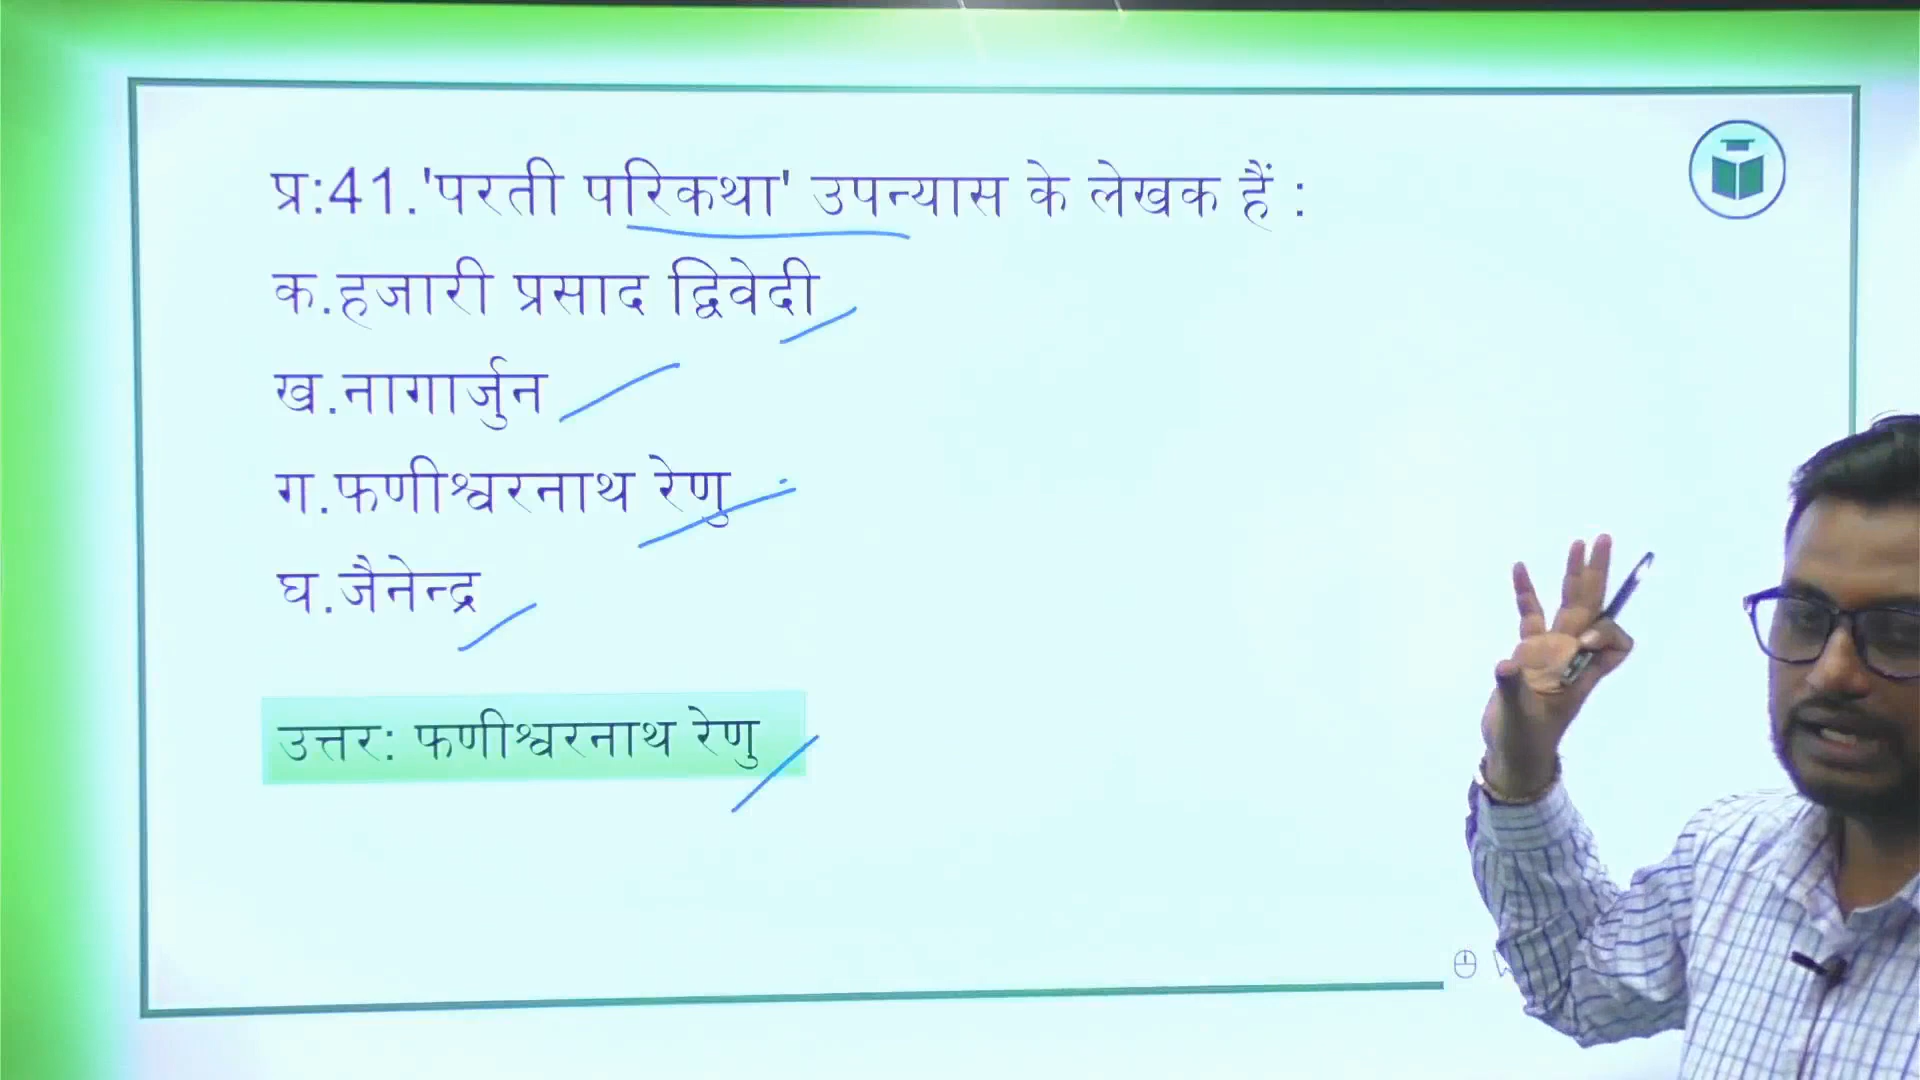 प्र:41.'परती परिकथा' उपन्यास के लेखक हैं :
क.हजारी प्रसाद द्विवेदी
ख.नागार्जुन
ग.फणीश्वरनाथ रेणु
घ.जैनेन्द्र
उत्तर: फणीश्वरनाथ रेणु